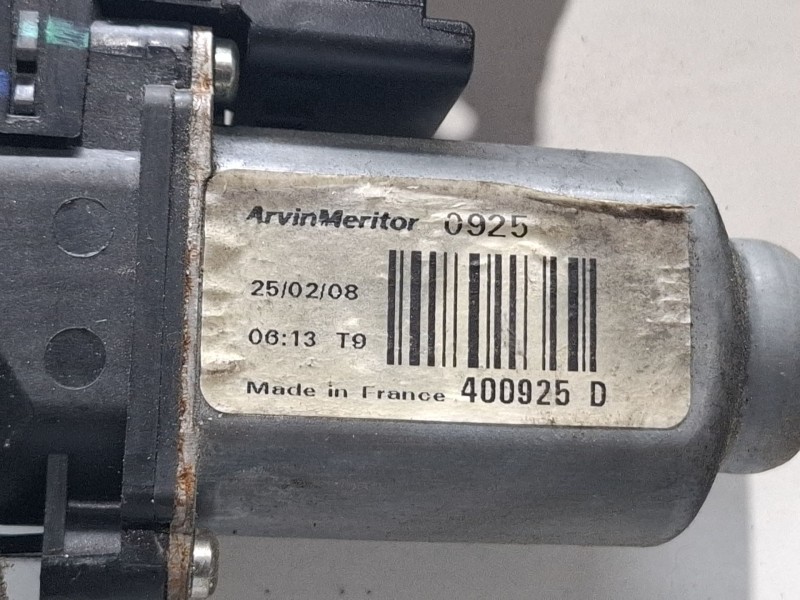 ArvinMeritor 0925
25/02/08
06:13 T9
Made in France 400925 D